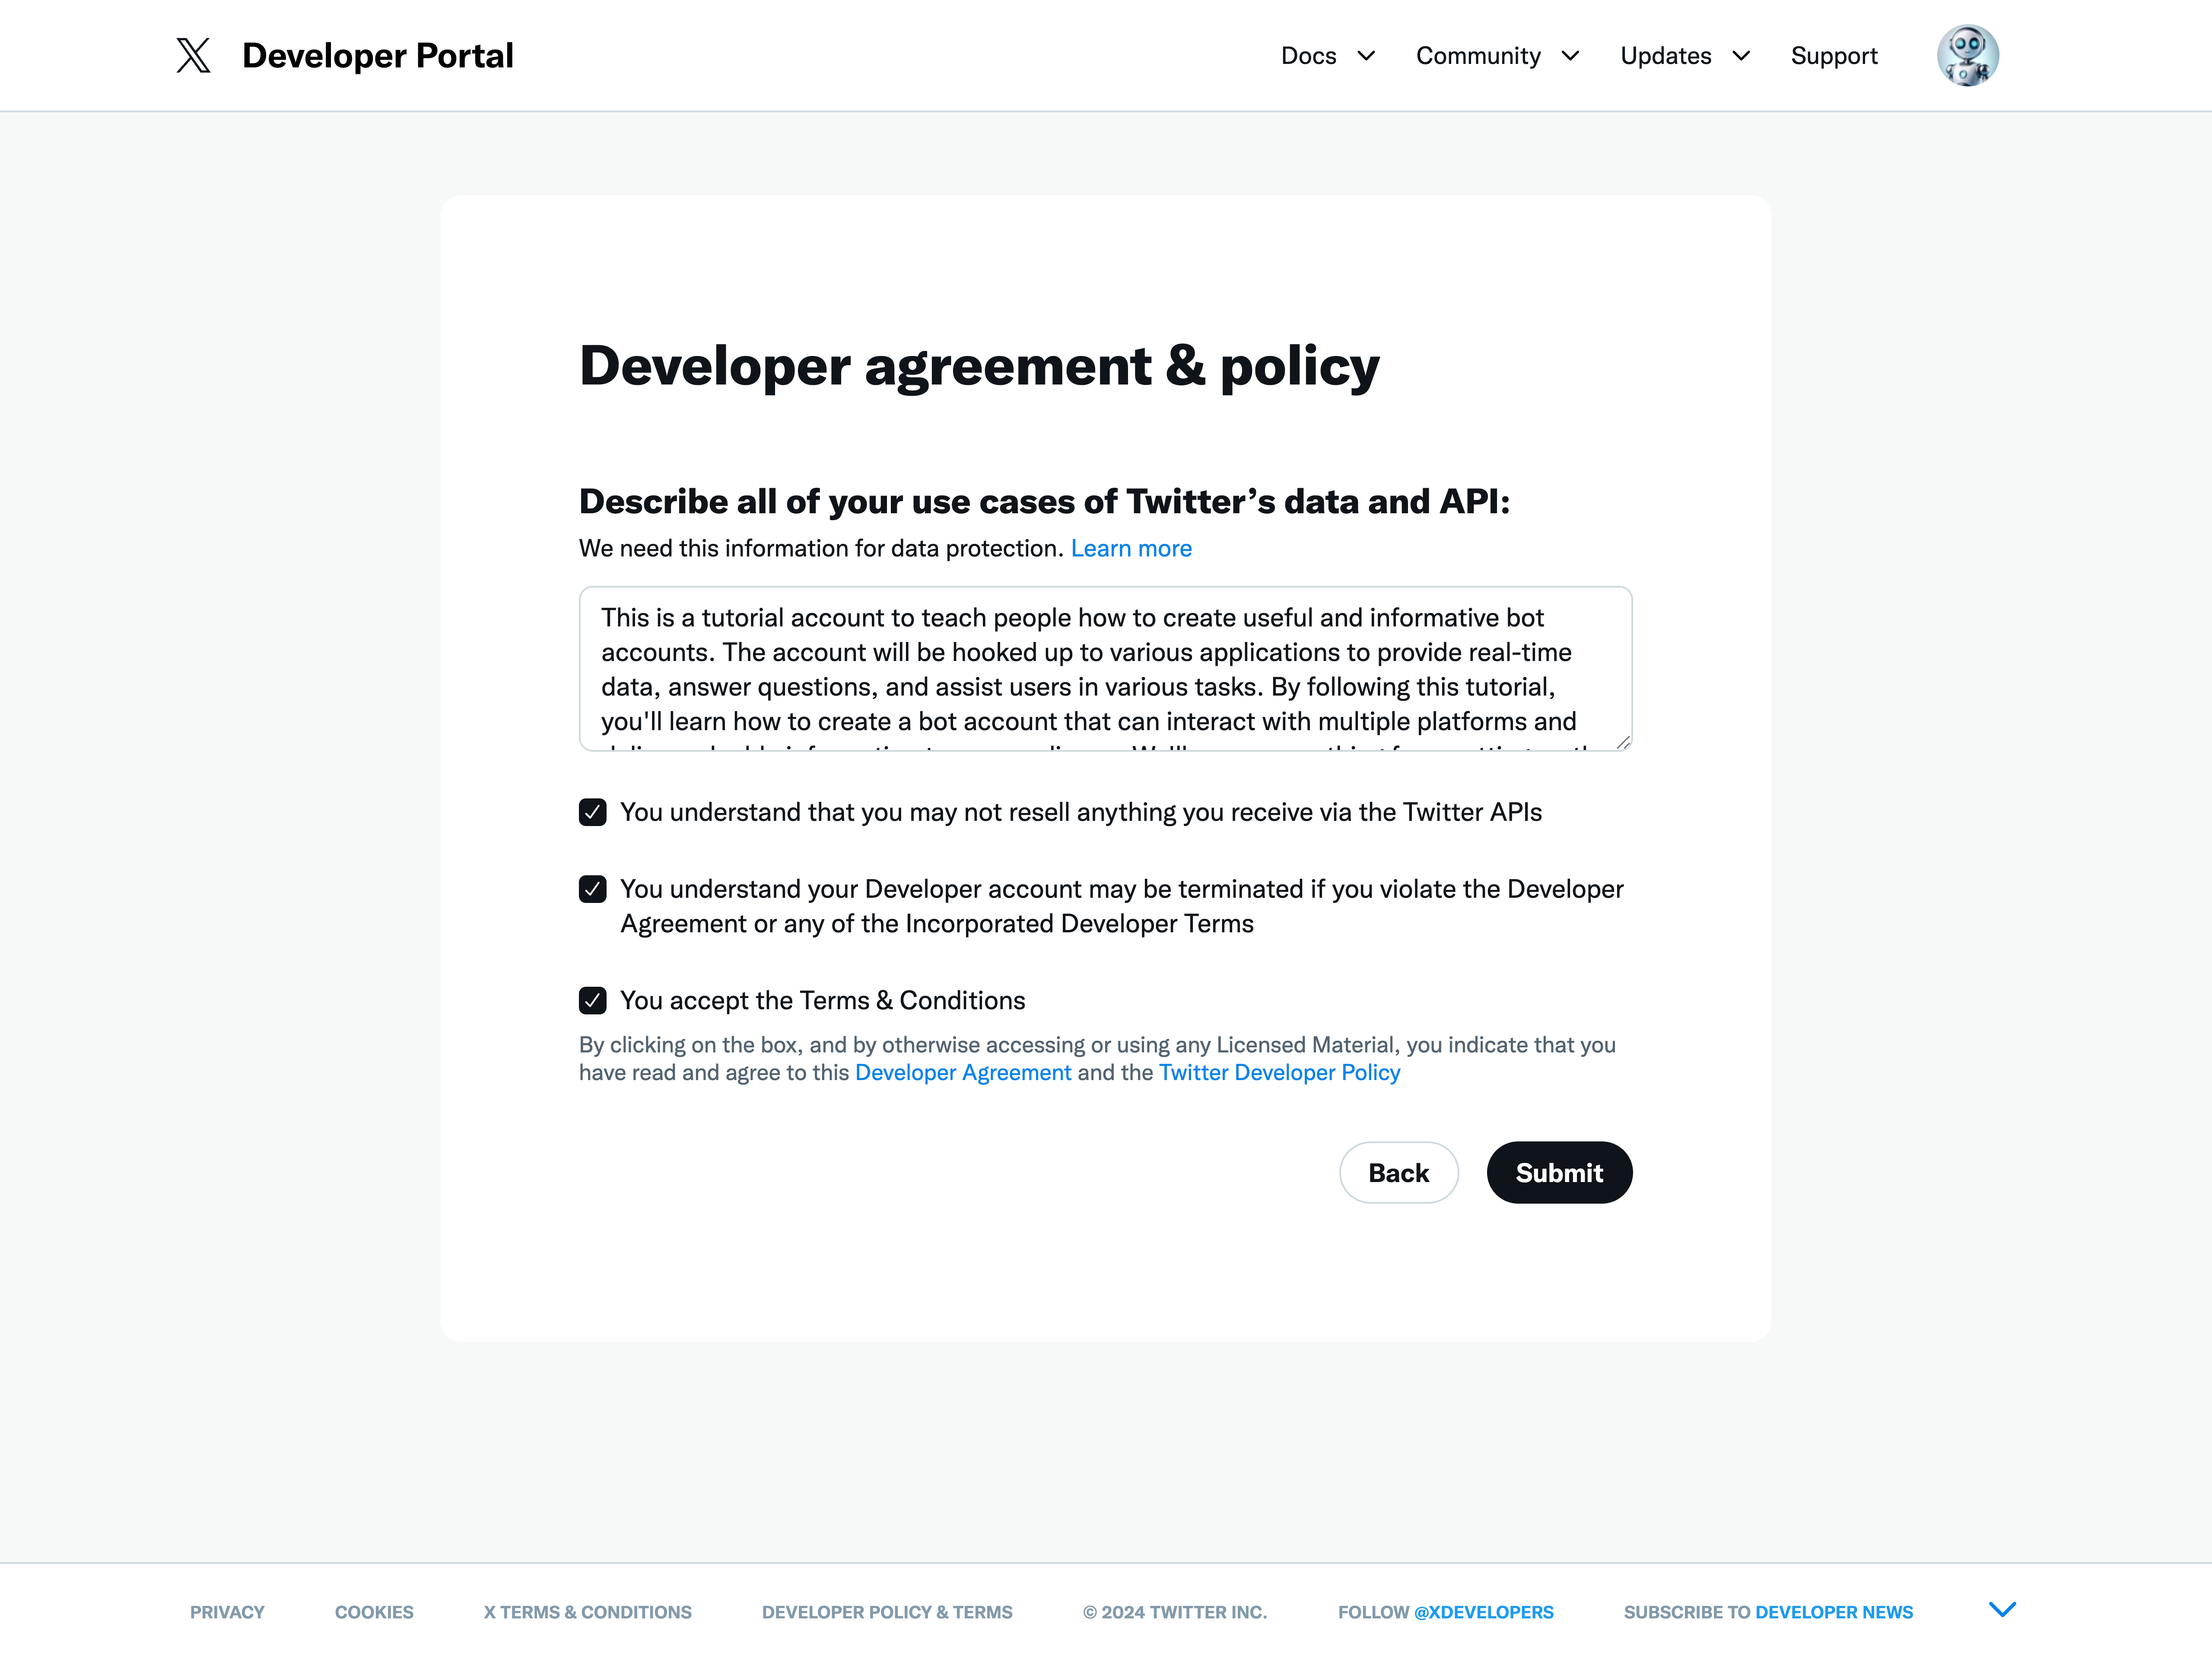 Developer Portal
Docs
Community
Updates
Support
Developer agreement & policy
Describe all of your use cases of Twitter’s data and API:
We need this information for data protection. Learn more
This is a tutorial account to teach people how to create useful and informative bot
accounts. The account will be hooked up to various applications to provide real-time
data, answer questions, and assist users in various tasks. By following this tutorial,
you'll learn how to create a bot account that can interact with multiple platforms and
You understand that you may not resell anything you receive via the Twitter APIs
You understand your Developer account may be terminated if you violate the Developer
Agreement or any of the Incorporated Developer Terms
You accept the Terms & Conditions
By clicking on the box, and by otherwise accessing or using any Licensed Material, you indicate that you
have read and agree to this Developer Agreement and the Twitter Developer Policy
Back
Submit
PRIVACY
COOKIES
X TERMS & CONDITIONS
DEVELOPER POLICY & TERMS
© 2024 TWITTER INC.
FOLLOW @XDEVELOPERS
SUBSCRIBE TO DEVELOPER NEWS